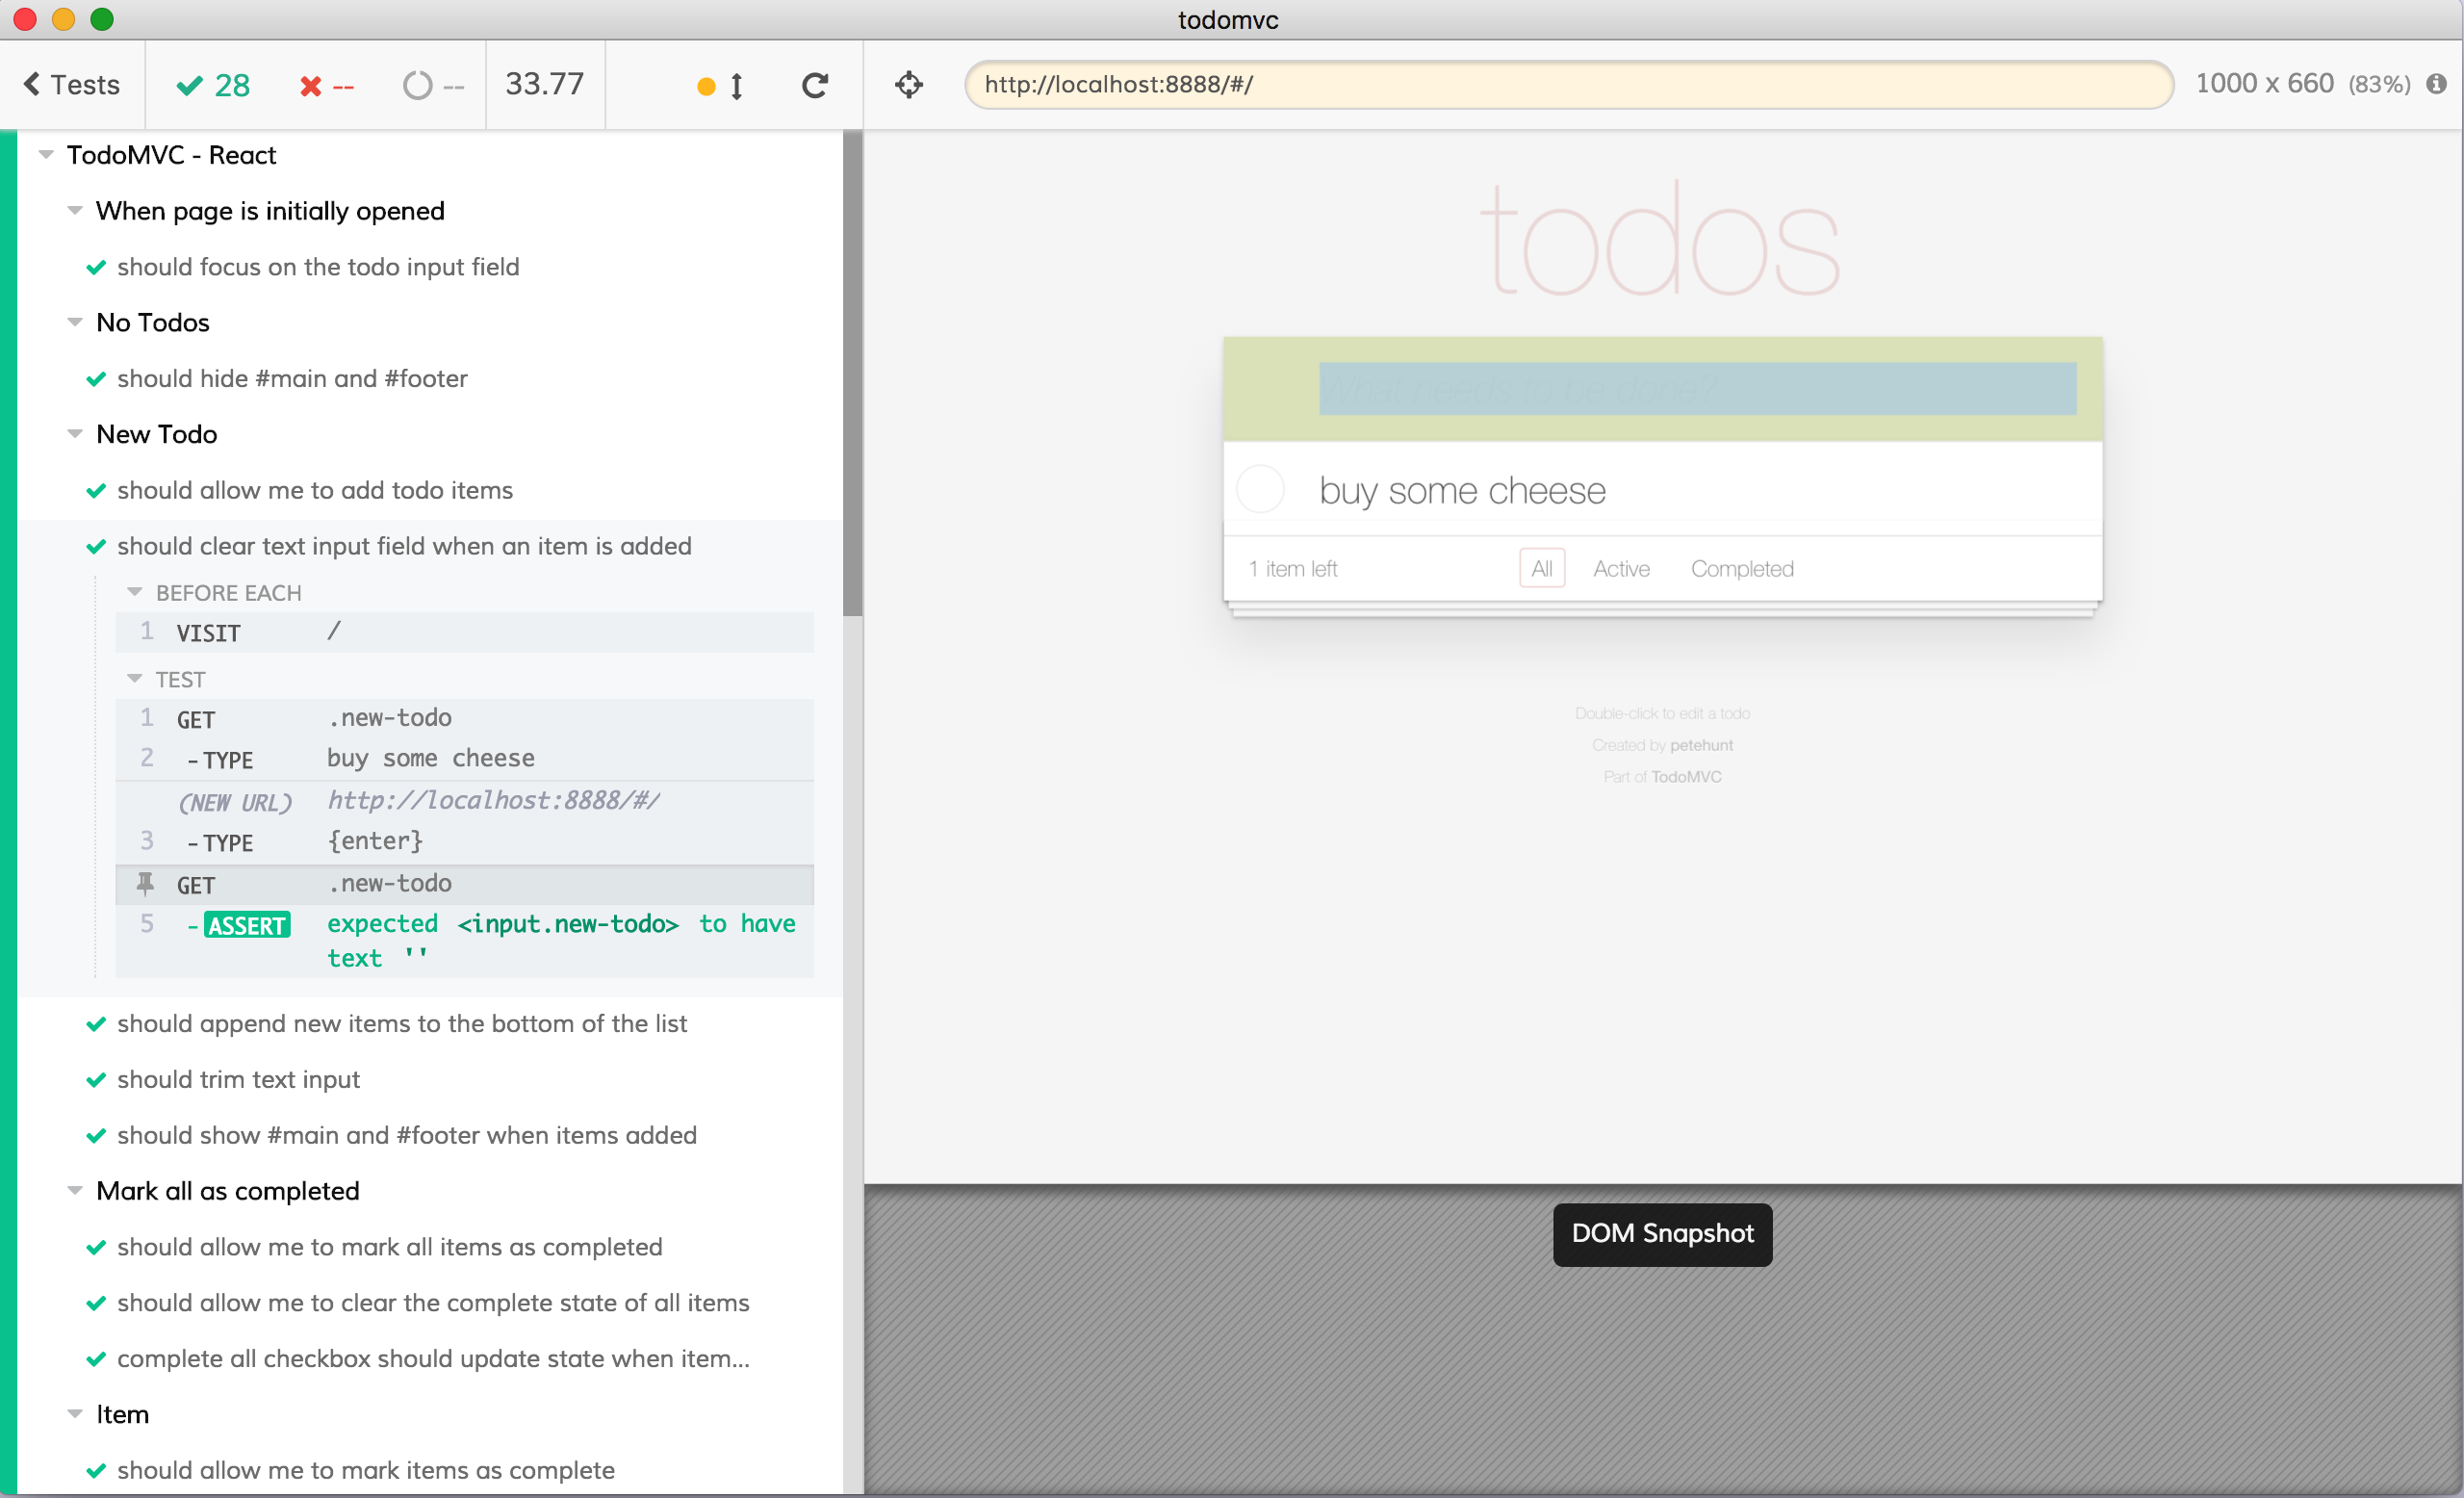 todomvc
Tests
28
--
--
33.77
http://localhost:8888/#/
1000 x 660 (83%)
TodoMVC - React
When page is initially opened
should focus on the todo input field
No Todos
should hide #main and #footer
New Todo
should allow me to add todo items
should clear text input field when an item is added
BEFORE EACH
1 VISIT /
TEST
1 GET .new-todo
2 -TYPE buy some cheese
(NEW URL) http://localhost:8888/#/
3 -TYPE {enter}
GET .new-todo
5 -ASSERT expected <input.new-todo> to have
text ''
should append new items to the bottom of the list
should trim text input
should show #main and #footer when items added
Mark all as completed
should allow me to mark all items as completed
should allow me to clear the complete state of all items
complete all checkbox should update state when item...
Item
should allow me to mark items as complete
todos
What needs to be done?
buy some cheese
1 item left
All
Active
Completed
Double-click to edit a todo
Created by petehunt
Part of TodoMVC
DOM Snapshot